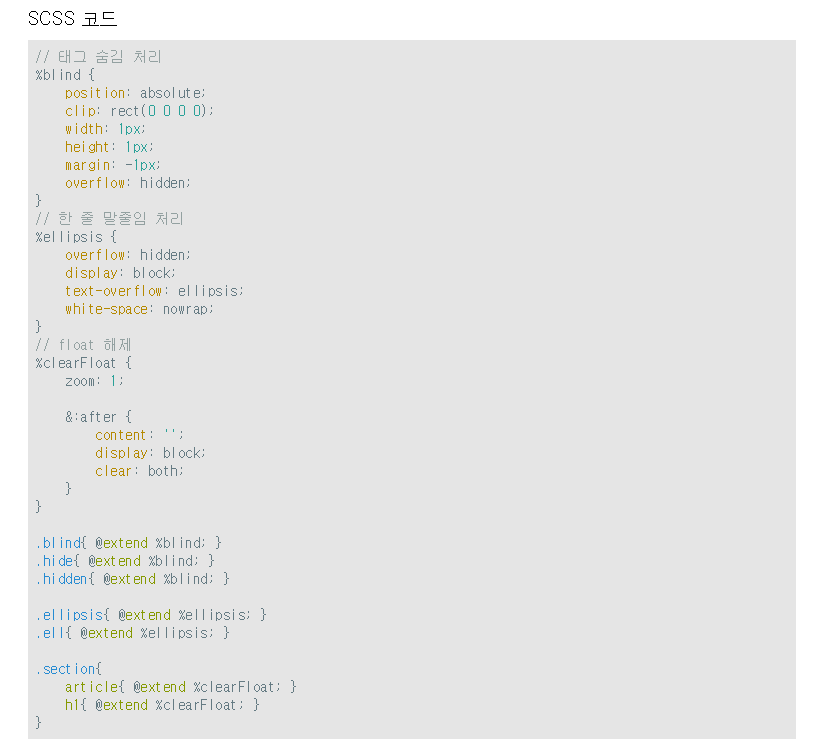 SCSS 코드
// 태그 숨김 처리
%blind {
    position: absolute;
    clip: rect(0 0 0 0);
    width: 1px;
    height: 1px;
    margin: -1px;
    overflow: hidden;
}
// 한 줄 말줄임 처리
%ellipsis {
    overflow: hidden;
    display: block;
    text-overflow: ellipsis;
    white-space: nowrap;
}
// float 해제
%clearFloat {
    zoom: 1;

    &:after {
        content: '';
        display: block;
        clear: both;
    }
}

.blind{ @extend %blind; }
.hide{ @extend %blind; }
.hidden{ @extend %blind; }

.ellipsis{ @extend %ellipsis; }
.ell{ @extend %ellipsis; }

.section{
    article{ @extend %clearFloat; }
    h1{ @extend %clearFloat; }
}